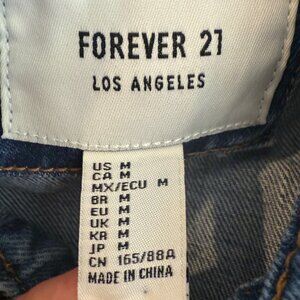 FOREVER 21
LOS ANGELES
US M
CA M
MX/ECU M
BR M
EU M
UK M
KR M
JP M
CN 165/88A
MADE IN CHINA